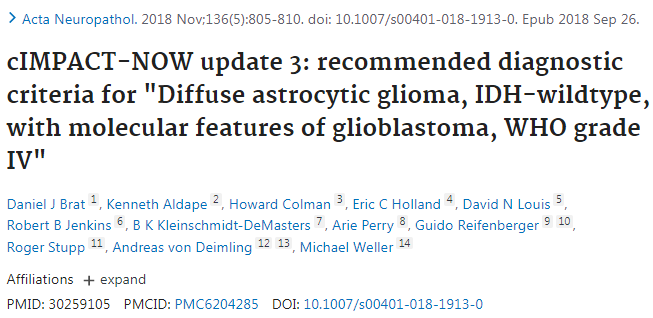 Acta Neuropathol. 2018 Nov;136(5):805-810. doi: 10.1007/s00401-018-1913-0. Epub 2018 Sep 26.
cIMPACT-NOW update 3: recommended diagnostic
criteria for "Diffuse astrocytic glioma, IDH-wildtype,
with molecular features of glioblastoma, WHO grade
IV"
Daniel J Brat 1, Kenneth Aldape 2, Howard Colman 3, Eric C Holland 4, David N Louis 5,
Robert B Jenkins 6, B K Kleinschmidt-DeMasters 7, Arie Perry 8, Guido Reifenberger 9 10,
Roger Stupp 11, Andreas von Deimling 12 13, Michael Weller 14
Affiliations + expand
PMID: 30259105 PMCID: PMC6204285 DOI: 10.1007/s00401-018-1913-0